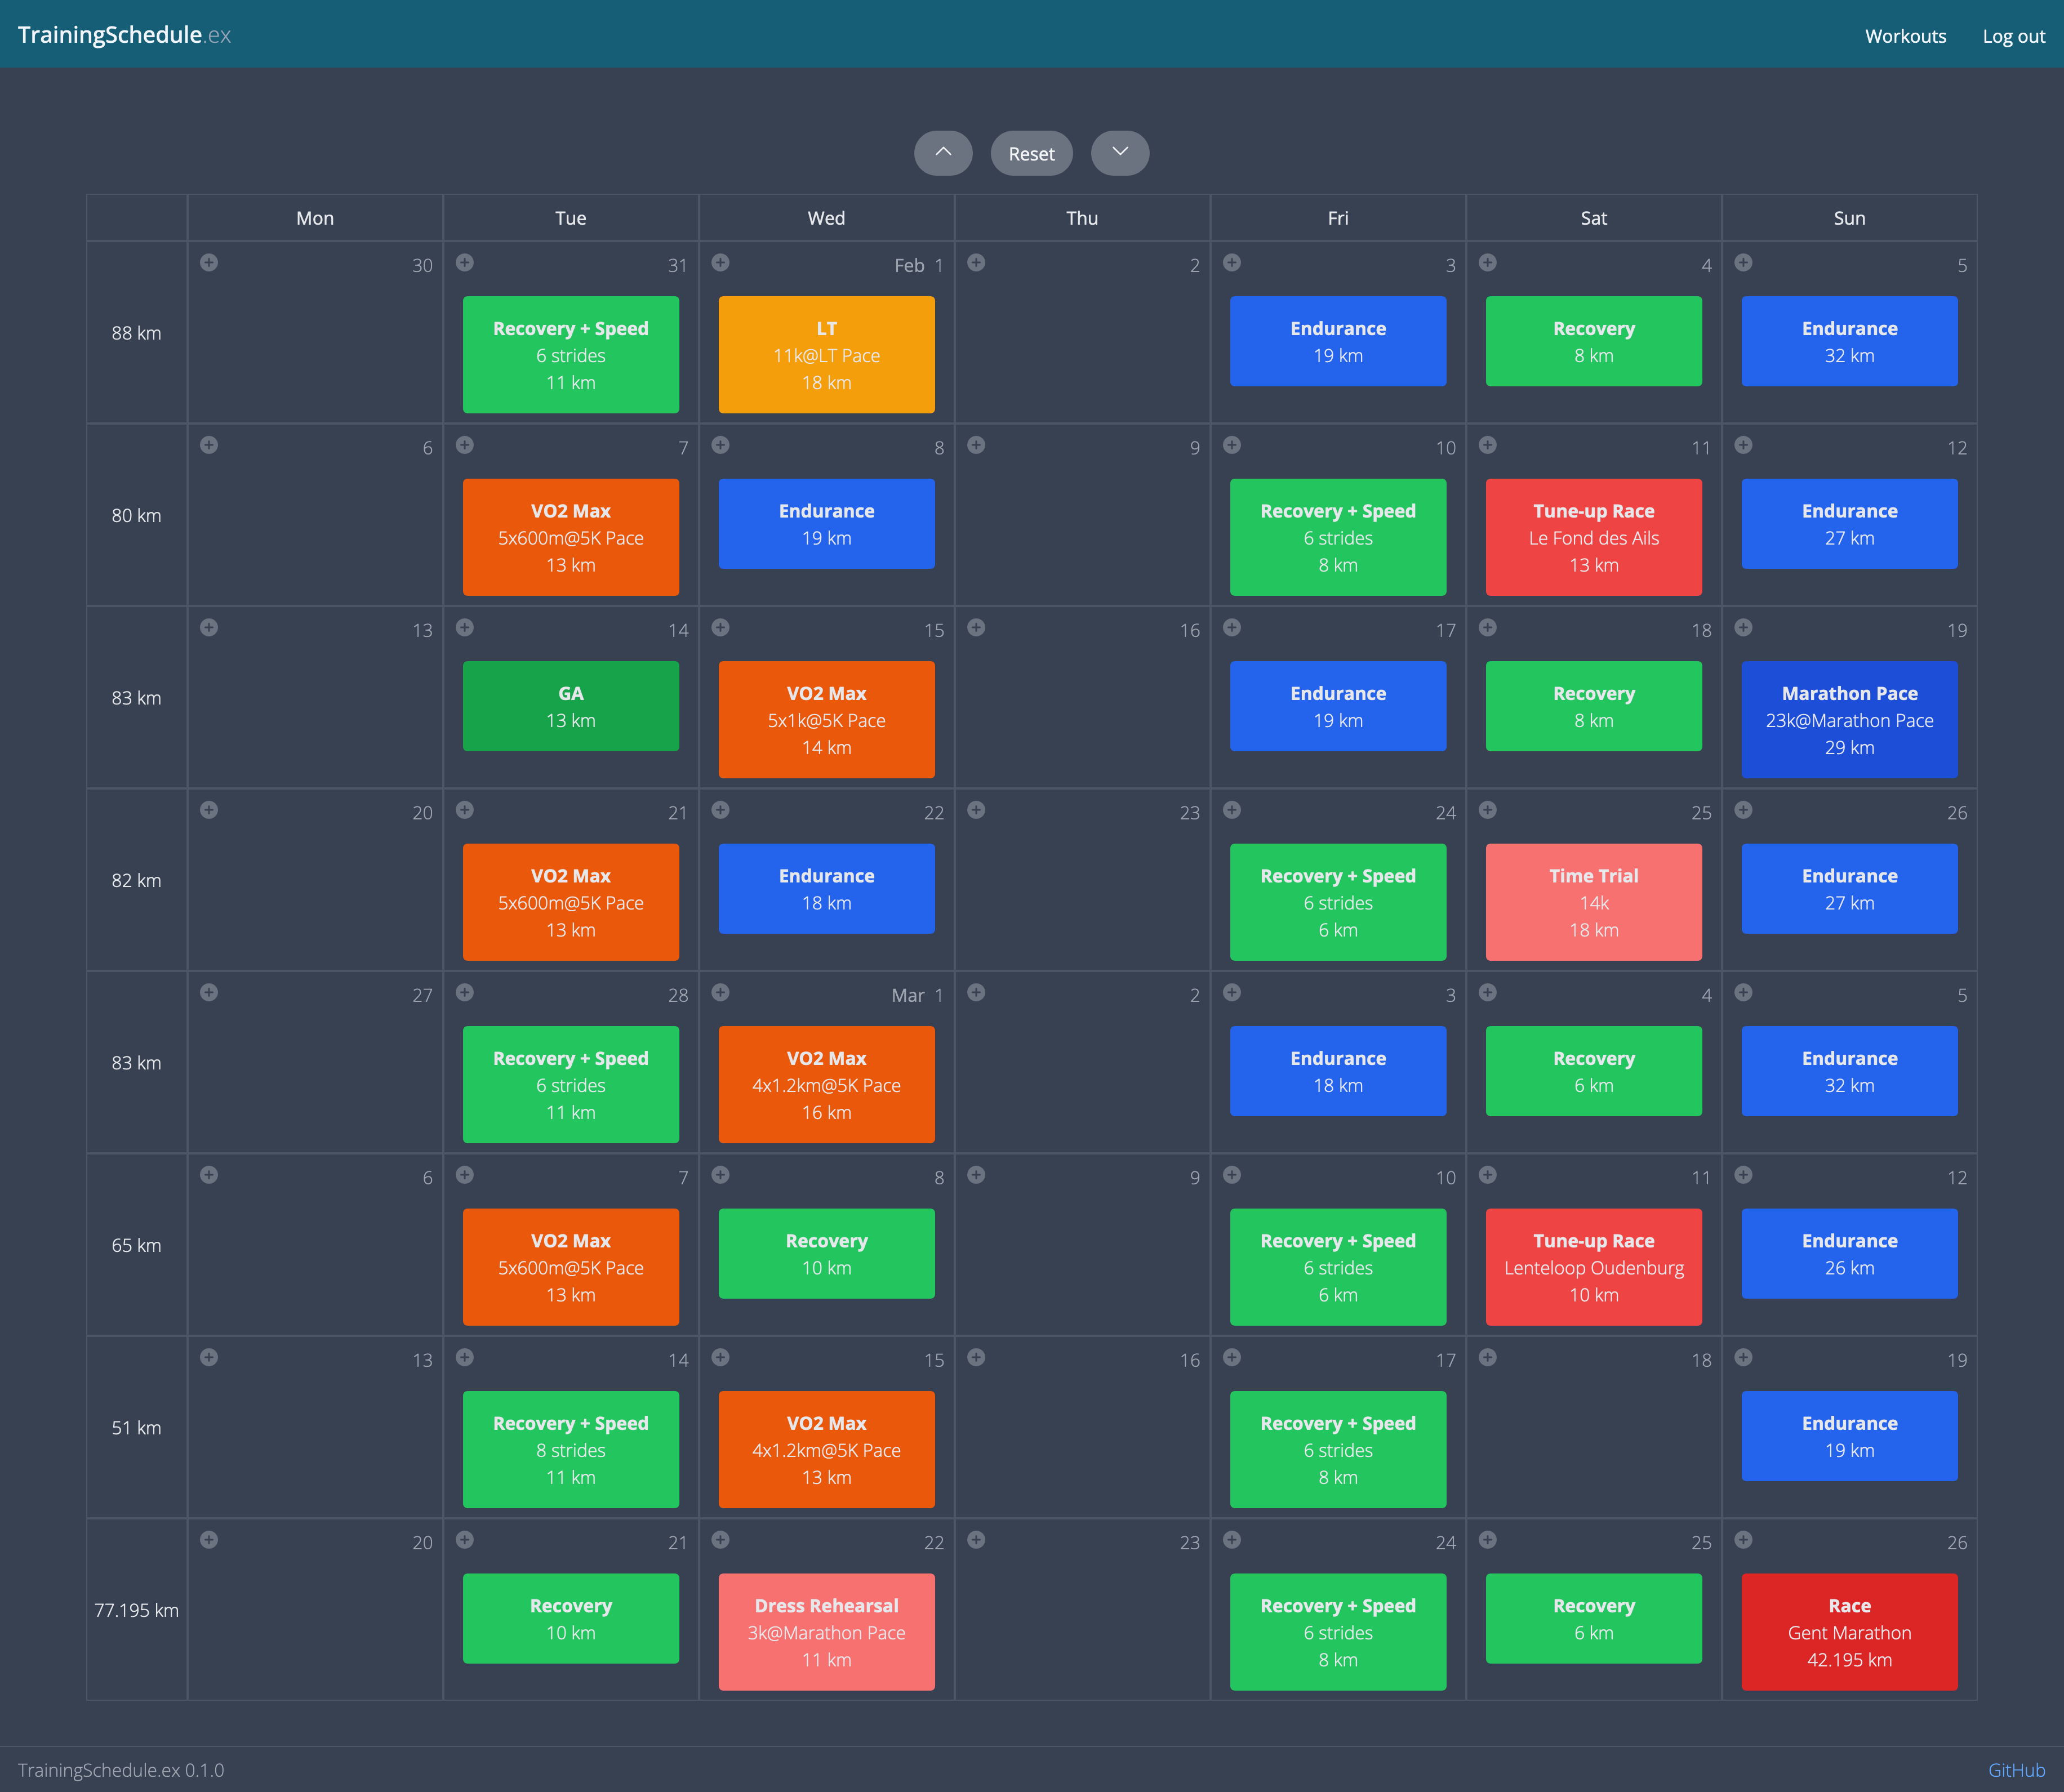 TrainingSchedule.ex
Workouts Log out
Reset
Mon Tue Wed Thu Fri Sat Sun
88 km
30
31
Recovery + Speed
6 strides
11 km
Feb 1
LT
11k@LT Pace
18 km
2
3
Endurance
19 km
4
Recovery
8 km
5
Endurance
32 km
80 km
6
7
VO2 Max
5x600m@5K Pace
13 km
8
Endurance
19 km
9
10
Recovery + Speed
6 strides
8 km
11
Tune-up Race
Le Fond des Ails
13 km
12
Endurance
27 km
83 km
13
14
GA
13 km
15
VO2 Max
5x1k@5K Pace
14 km
16
17
Endurance
19 km
18
Recovery
8 km
19
Marathon Pace
23k@Marathon Pace
29 km
82 km
20
21
VO2 Max
5x600m@5K Pace
13 km
22
Endurance
18 km
23
24
Recovery + Speed
6 strides
6 km
25
Time Trial
14k
18 km
26
Endurance
27 km
83 km
27
28
Recovery + Speed
6 strides
11 km
Mar 1
VO2 Max
4x1.2km@5K Pace
16 km
2
3
Endurance
18 km
4
Recovery
6 km
5
Endurance
32 km
65 km
6
7
VO2 Max
5x600m@5K Pace
13 km
8
Recovery
10 km
9
10
Recovery + Speed
6 strides
6 km
11
Tune-up Race
Lenteloop Oudenburg
10 km
12
Endurance
26 km
51 km
13
14
Recovery + Speed
8 strides
11 km
15
VO2 Max
4x1.2km@5K Pace
13 km
16
17
Recovery + Speed
6 strides
8 km
18
19
Endurance
19 km
77.195 km
20
21
Recovery
10 km
22
Dress Rehearsal
3k@Marathon Pace
11 km
23
24
Recovery + Speed
6 strides
8 km
25
Recovery
6 km
26
Race
Gent Marathon
42.195 km
TrainingSchedule.ex 0.1.0
GitHub